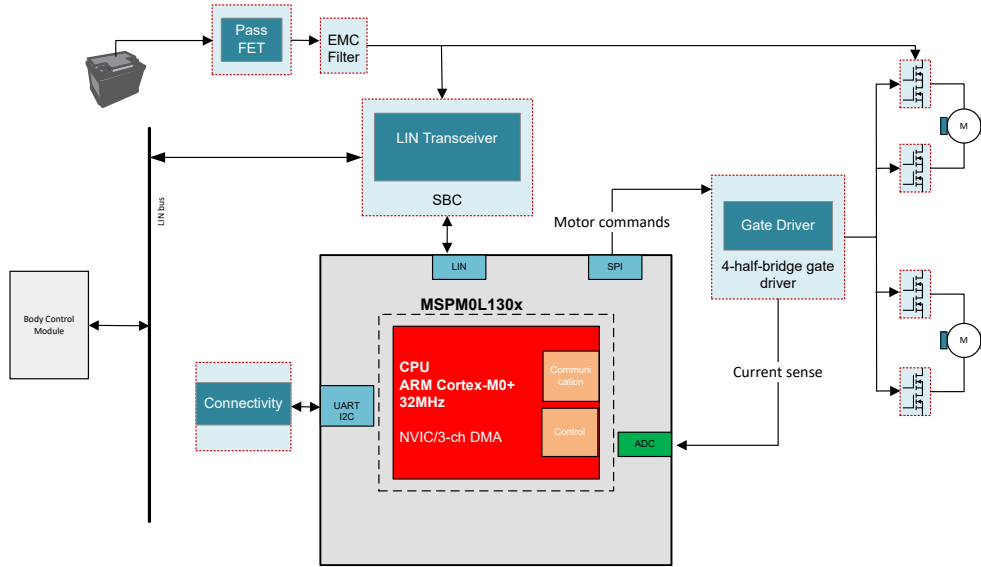 Pass
FET
EMC
Filter
LIN Transceiver
SBC
M
LIN bus
Motor commands
Gate Driver
4-half-bridge gate
driver
LIN
SPI
MSPM0L130x
Body Control
Module
CPU
ARM Cortex-M0+
32MHz
NVIC/3-ch DMA
Communi
cation
Control
Connectivity
UART
I2C
ADC
Current sense
M